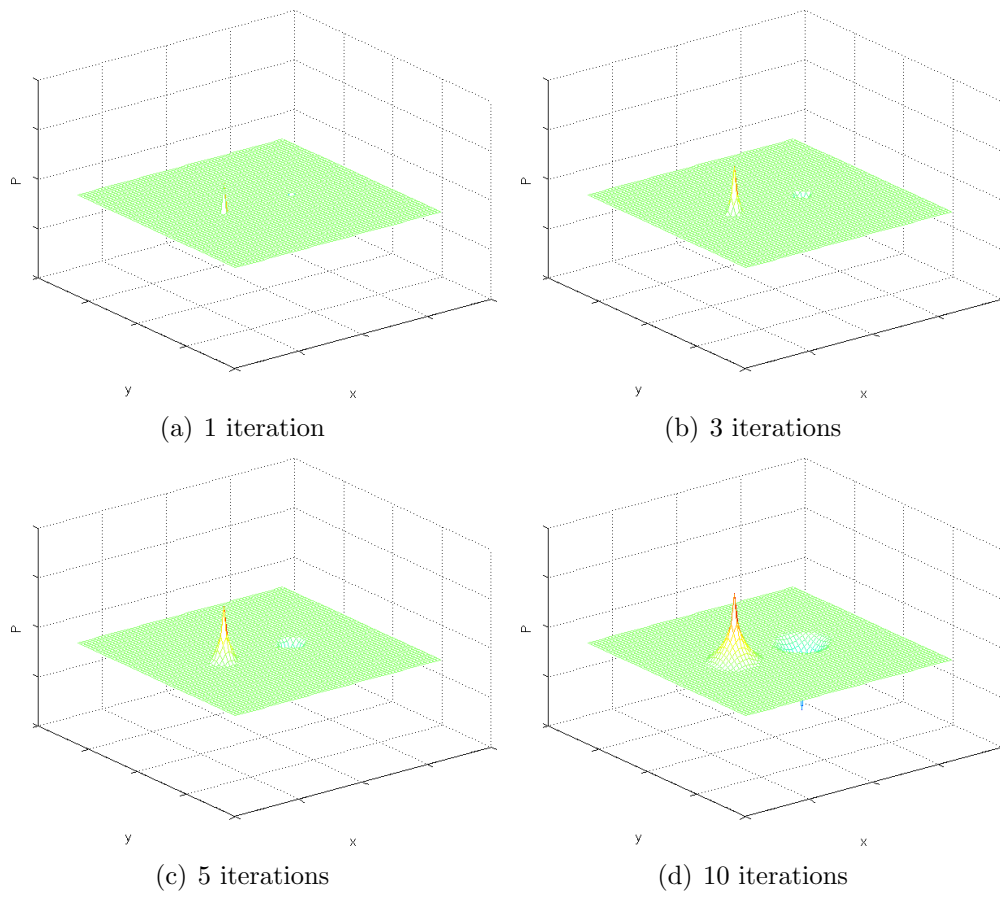 P
P
y
x
y
x
(a) 1 iteration
(b) 3 iterations
P
P
y
x
y
x
(c) 5 iterations
(d) 10 iterations